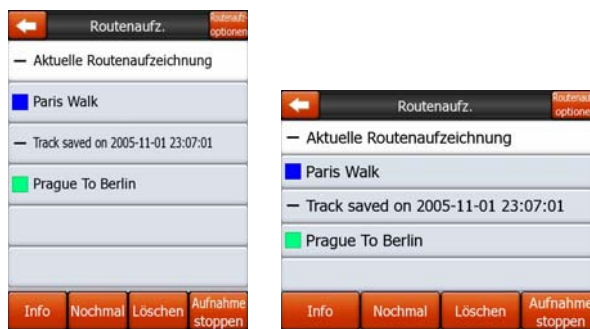 Routenaufz.
Routenaufz-
optionen
— Aktuelle Routenaufzeichnung
Paris Walk
— Track saved on 2005-11-01 23:07:01
Prague To Berlin
Info Nochmal Löschen Aufnahme
stoppen
Routenaufz.
— Aktuelle Routenaufzeichnung
Paris Walk
— Track saved on 2005-11-01 23:07:01
Prague To Berlin
Info Nochmal Löschen Aufnahme
stoppen